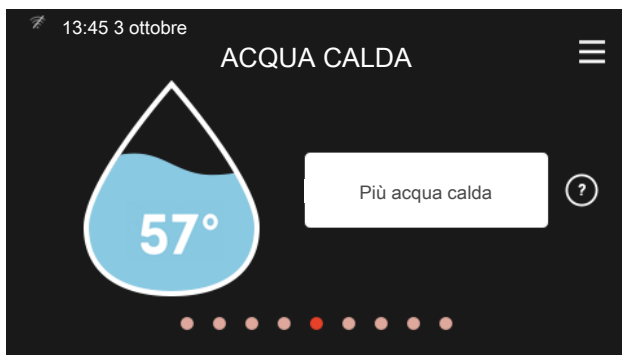 13:45 3 ottobre
ACQUA CALDA
57°
Più acqua calda
?